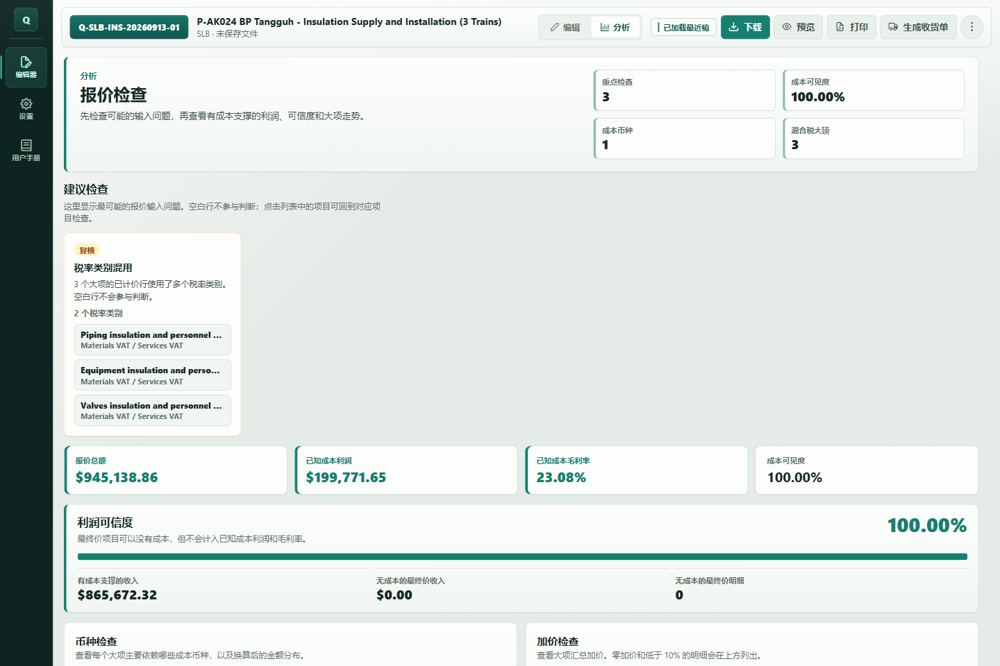 Q
编辑器
设置
用户手册
Q-SLB-INS-20260913-01
P-AK024 BP Tangguh - Insulation Supply and Installation (3 Trains)
SLB · 未保存文件
编辑
分析
已加载最近稿
下载
预览
打印
生成收货单
分析
报价检查
先检查可能的输入问题，再查看有成本支撑的利润、可信度和大项走势。
重点检查
3
成本可见度
100.00%
成本币种
1
混合税大项
3
建议检查
这里显示最可能的报价输入问题。空白行不参与判断；点击列表中的项目可回到对应项
目检查。
复核
税率类别混用
3 个大项的已计价行使用了多个税率类别。
空白行不会参与判断。
2 个税率类别
Piping insulation and personnel ...
Materials VAT / Services VAT
Equipment insulation and perso...
Materials VAT / Services VAT
Valves insulation and personnel ...
Materials VAT / Services VAT
报价总额
$945,138.86
已知成本利润
$199,771.65
已知成本毛利率
23.08%
成本可见度
100.00%
利润可信度
最终价项目可以没有成本，但不会计入已知成本利润和毛利率。
100.00%
有成本支撑的收入
$865,672.32
无成本的最终价收入
$0.00
无成本的最终价明细
0
币种检查
查看每个大项主要依赖哪些成本币种，以及换算后的金额分布。
加价检查
查看大项汇总加价。零加价和低于 10% 的明细会在上方列出。